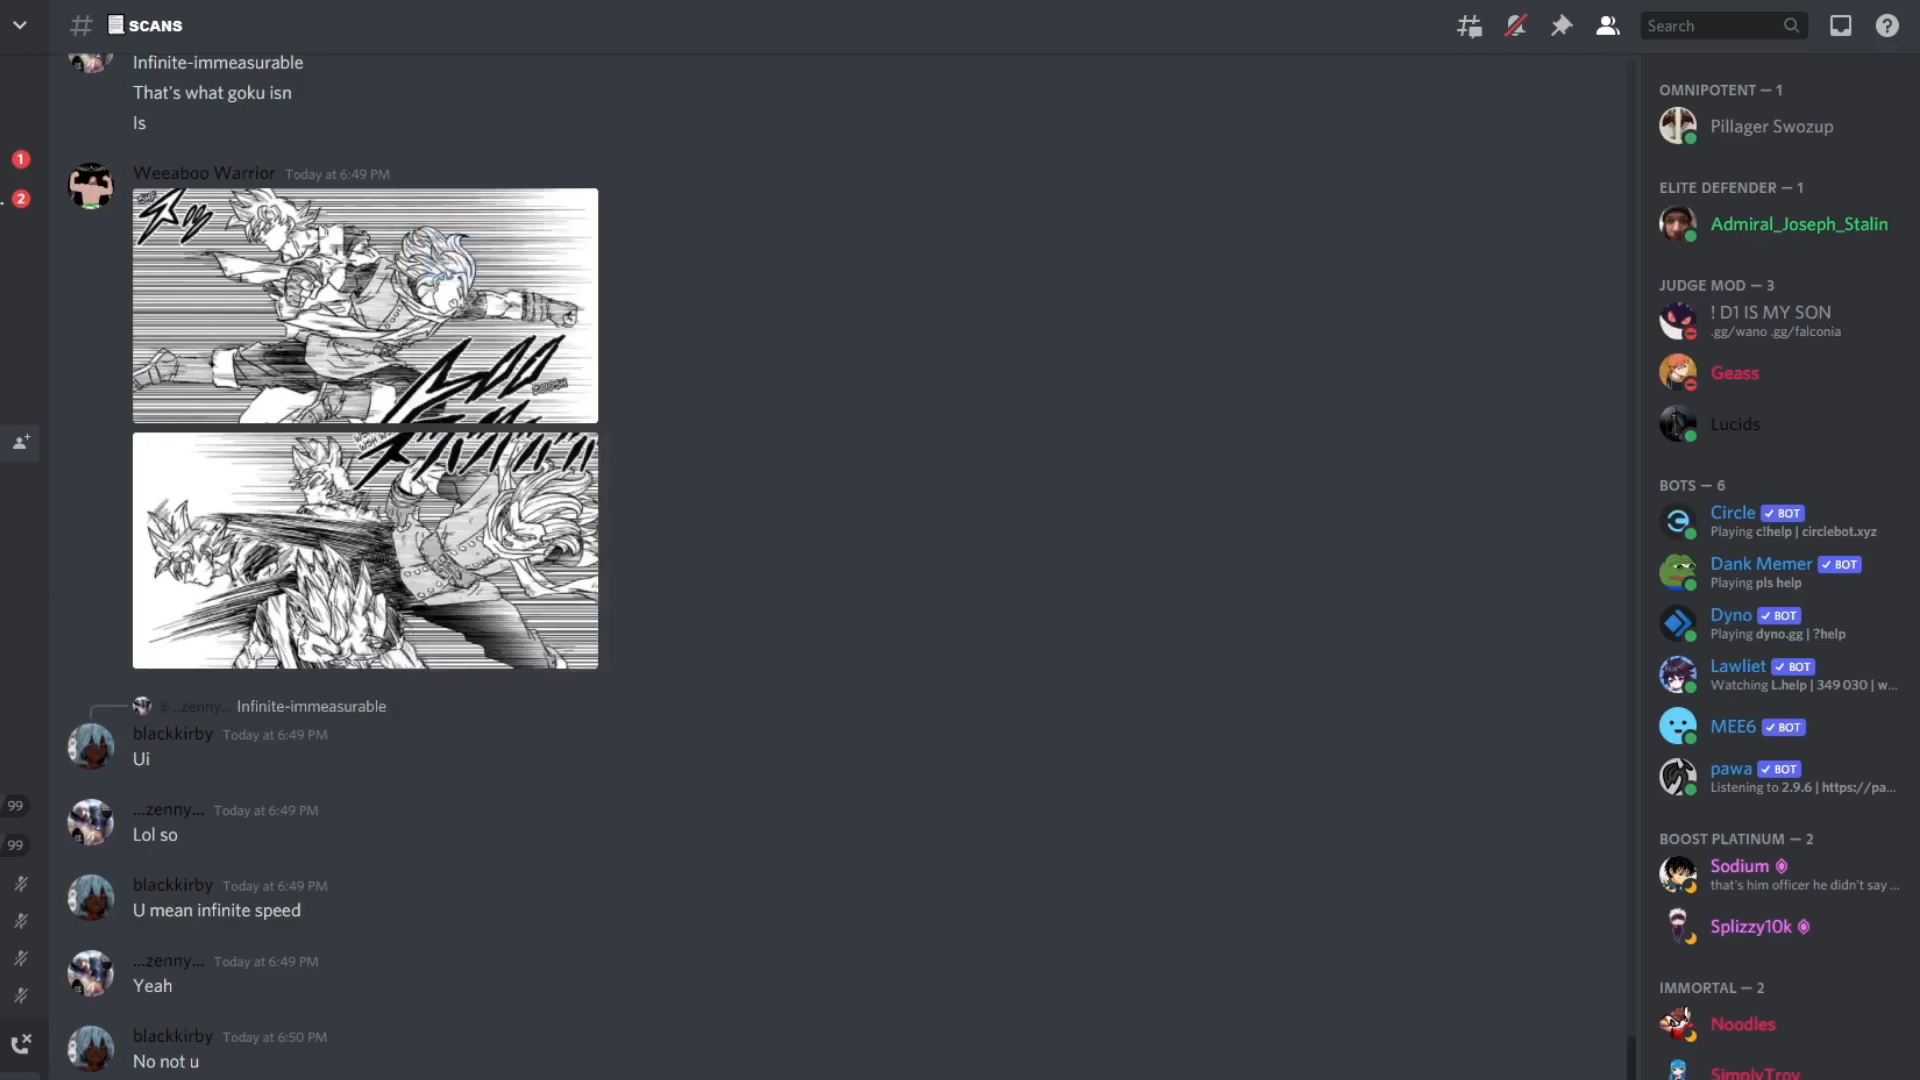 SCANS
Search
Infinite-immeasurable
That's what goku isn
Is
1
2
Weeaboo Warrior Today at 6:49 PM
ZOOSH
@...zenny... Infinite-immeasurable
blackkirby Today at 6:49 PM
Ui
...zenny... Today at 6:49 PM
Lol so
blackkirby Today at 6:49 PM
U mean infinite speed
...zenny... Today at 6:49 PM
Yeah
blackkirby Today at 6:50 PM
No not u
99
99
OMNIPOTENT — 1
Pillager Swozup
ELITE DEFENDER — 1
Admiral_Joseph_Stalin
JUDGE MOD — 3
! D1 IS MY SON
.gg/wano .gg/falconia
Geass
Lucids
BOTS — 6
Circle ✓ BOT
Playing c!help | circlebot.xyz
Dank Memer ✓ BOT
Playing pls help
Dyno ✓ BOT
Playing dyno.gg | ?help
Lawliet ✓ BOT
Watching L.help | 349 030 | w...
MEE6 ✓ BOT
pawa ✓ BOT
Listening to 2.9.6 | https://pa...
BOOST PLATINUM — 2
Sodium
that's him officer he didn't say ...
Splizzy10k
IMMORTAL — 2
Noodles
SimplyTroy